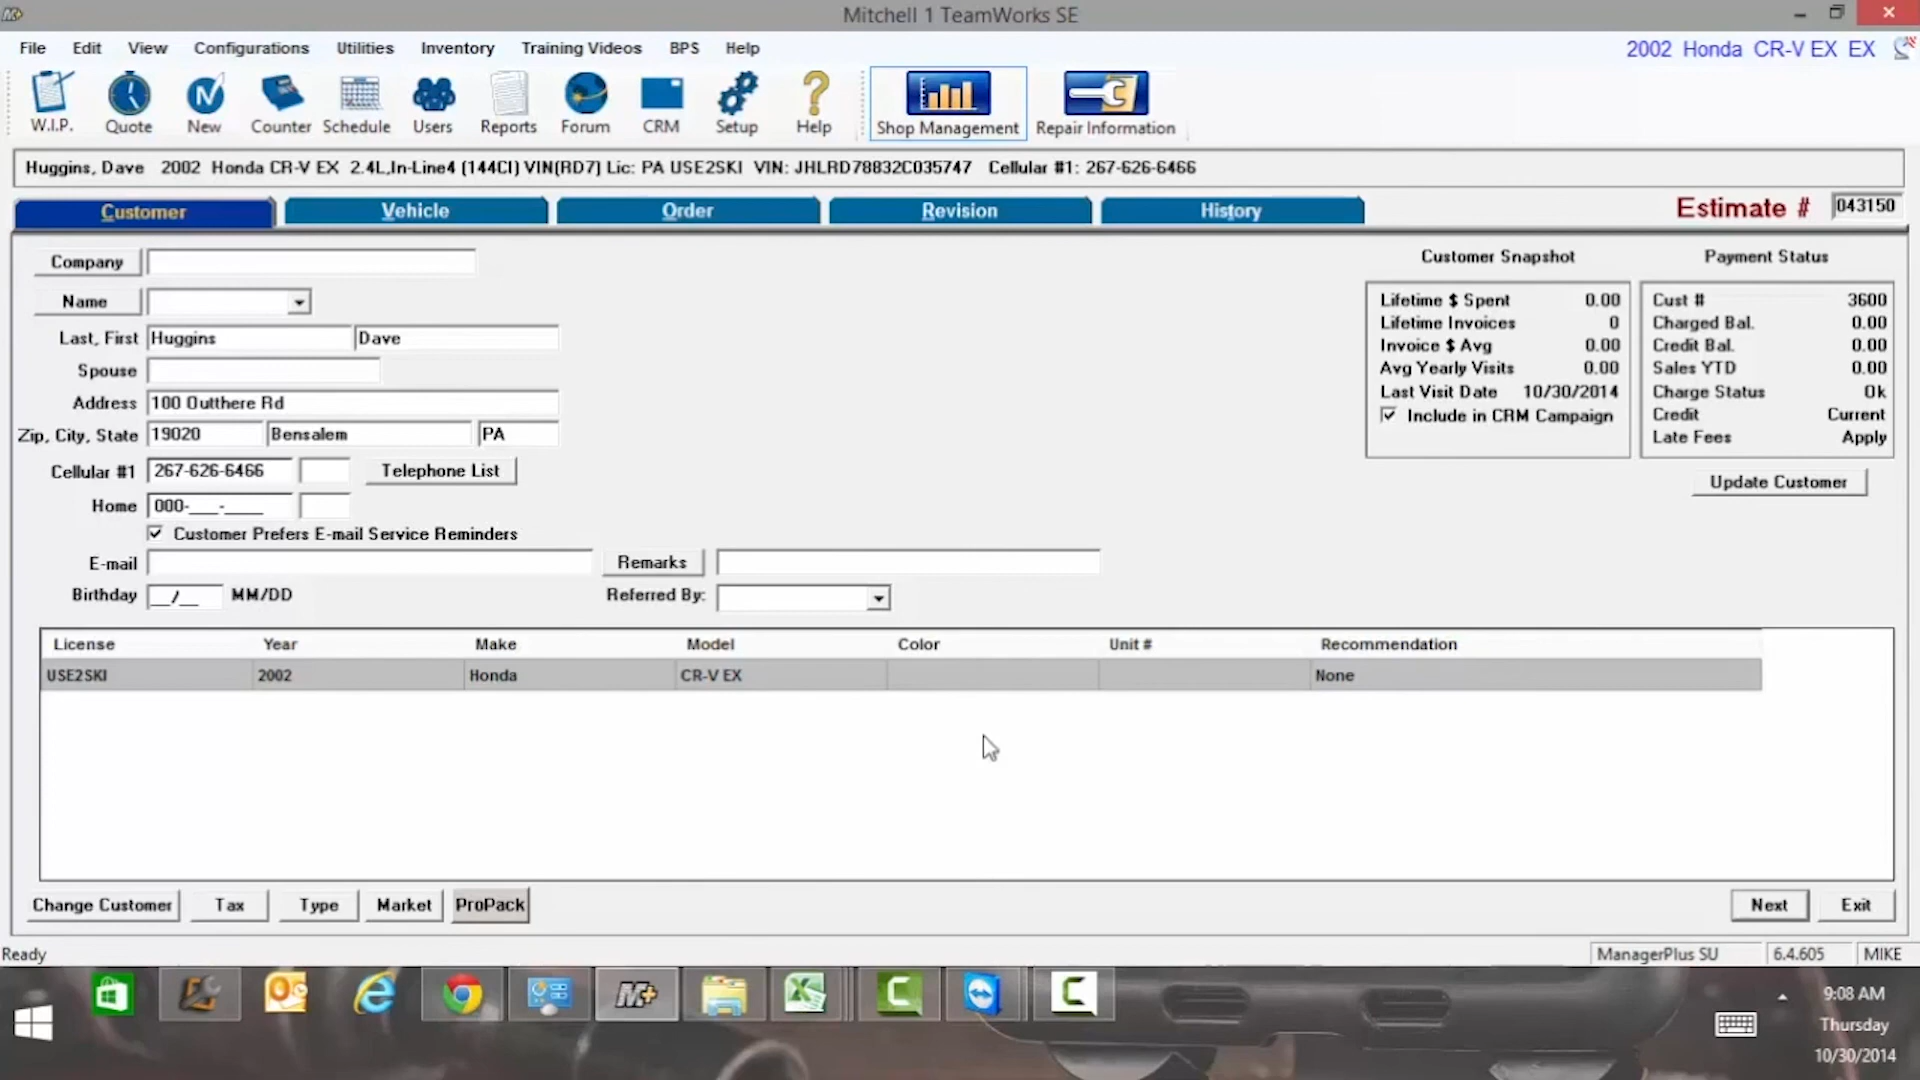 Mitchell 1 TeamWorks SE
File Edit View Configurations Utilities Inventory Training Videos BPS Help
2002 Honda CR-V EX EX
W.I.P. Quote New Counter Schedule Users Reports Forum CRM Setup Help Shop Management Repair Information
Huggins, Dave 2002 Honda CR-V EX 2.4L,In-Line4 (144CI) VIN(RD7) Lic: PA USE2SKI VIN: JHLRD78832C035747 Cellular #1: 267-626-6466
Customer Vehicle Order Revision History Estimate # 043150
Company
Name
Last, First Huggins Dave
Spouse
Address 100 Outthere Rd
Zip, City, State 19020 Bensalem PA
Cellular #1 267-626-6466 Telephone List
Home 000-___-____
Customer Prefers E-mail Service Reminders
E-mail Remarks
Birthday __/__ MM/DD Referred By:
Customer Snapshot
Lifetime $ Spent 0.00
Lifetime Invoices 0
Invoice $ Avg 0.00
Avg Yearly Visits 0.00
Last Visit Date 10/30/2014
Include in CRM Campaign
Payment Status
Cust # 3600
Charged Bal. 0.00
Credit Bal. 0.00
Sales YTD 0.00
Charge Status Ok
Credit Current
Late Fees Apply
Update Customer
License Year Make Model Color Unit # Recommendation
USE2SKI 2002 Honda CR-V EX None
Change Customer Tax Type Market ProPack Next Exit
Ready ManagerPlus SU 6.4.605 MIKE
9:08 AM
Thursday
10/30/2014